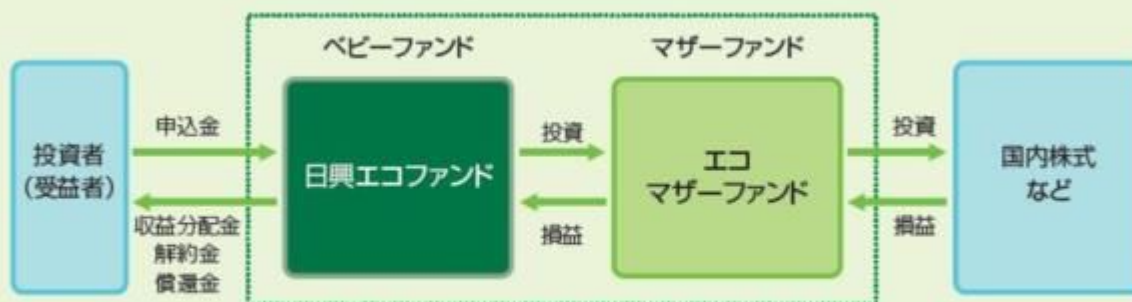 ベビーファンド
マザーファンド
投資者
（受益者）
申込金
収益分配金
解約金
償還金
日興エコファンド
投資
損益
エコ
マザーファンド
投資
損益
国内株式
など